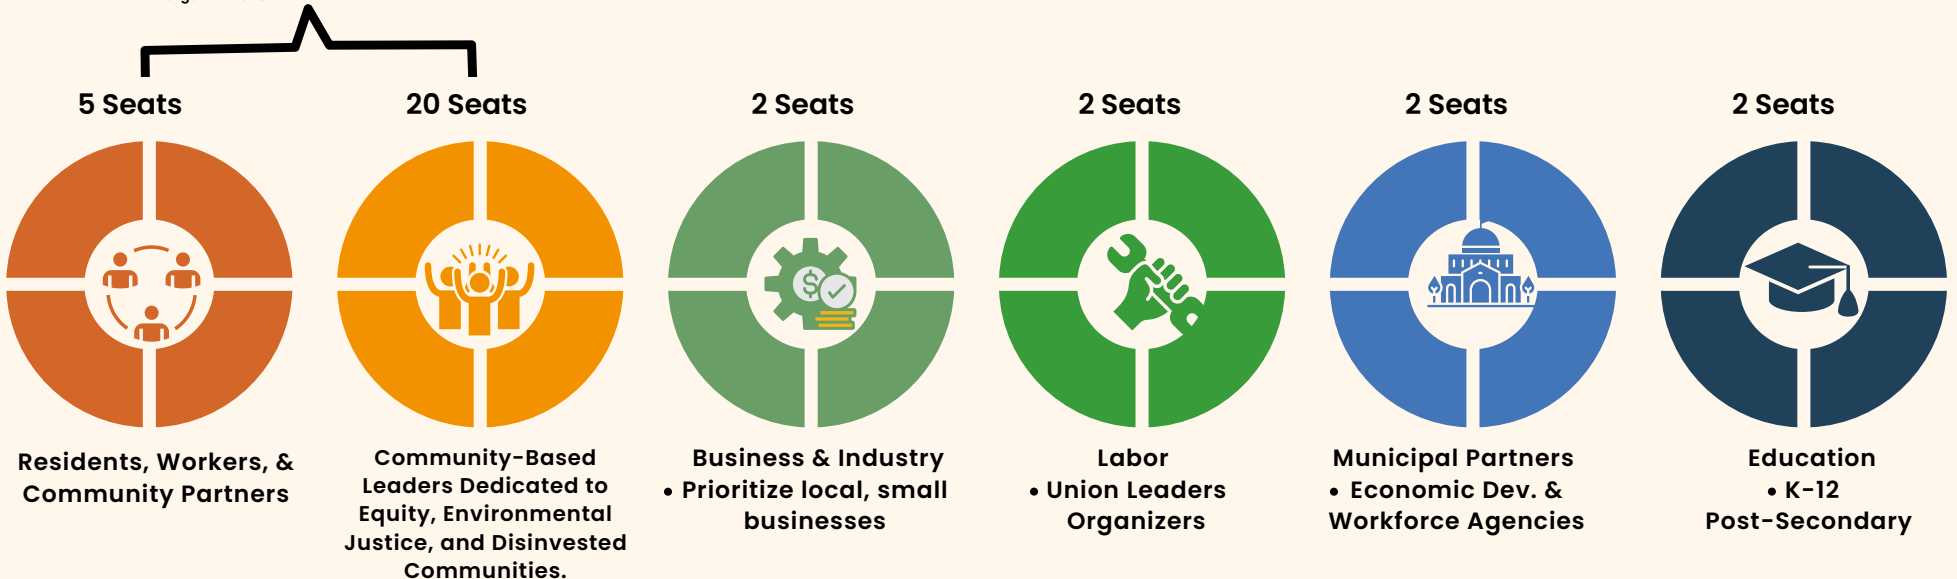 5 Seats
20 Seats
2 Seats
2 Seats
2 Seats
2 Seats
$
Residents, Workers, &
Community Partners
Community-Based
Leaders Dedicated to
Equity, Environmental
Justice, and Disinvested
Communities.
Business & Industry
• Prioritize local, small
businesses
Labor
• Union Leaders
Organizers
Municipal Partners
• Economic Dev. &
Workforce Agencies
Education
• K-12
Post-Secondary